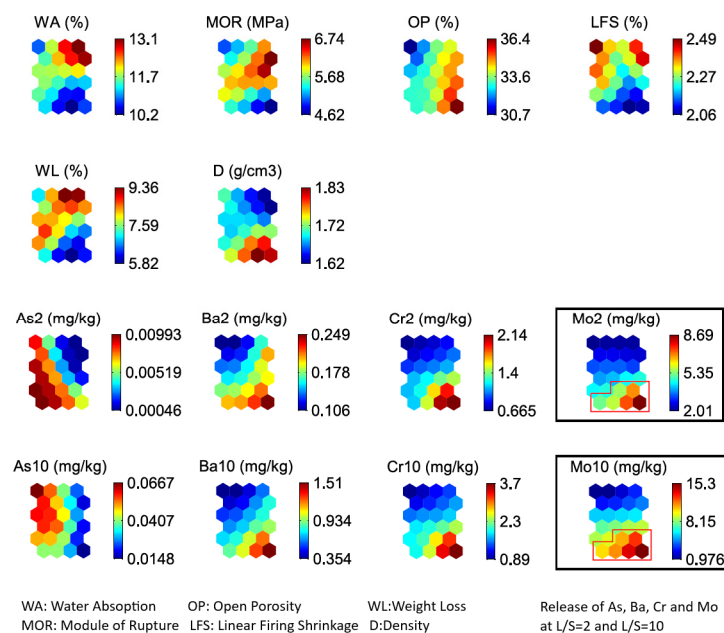 WA (%) MOR (MPa) OP (%) LFS (%)
13.1 6.74 36.4 2.49
11.7 5.68 33.6 2.27
10.2 4.62 30.7 2.06
WL (%) D (g/cm3)
9.36 1.83
7.59 1.72
5.82 1.62
As2 (mg/kg) Ba2 (mg/kg) Cr2 (mg/kg) Mo2 (mg/kg)
0.00993 0.249 2.14 8.69
0.00519 0.178 1.4 5.35
0.00046 0.106 0.665 2.01
As10 (mg/kg) Ba10 (mg/kg) Cr10 (mg/kg) Mo10 (mg/kg)
0.0667 1.51 3.7 15.3
0.0407 0.934 2.3 8.15
0.0148 0.354 0.89 0.976
WA: Water Absoption OP: Open Porosity WL:Weight Loss Release of As, Ba, Cr and Mo
MOR: Module of Rupture LFS: Linear Firing Shrinkage D:Density at L/S=2 and L/S=10